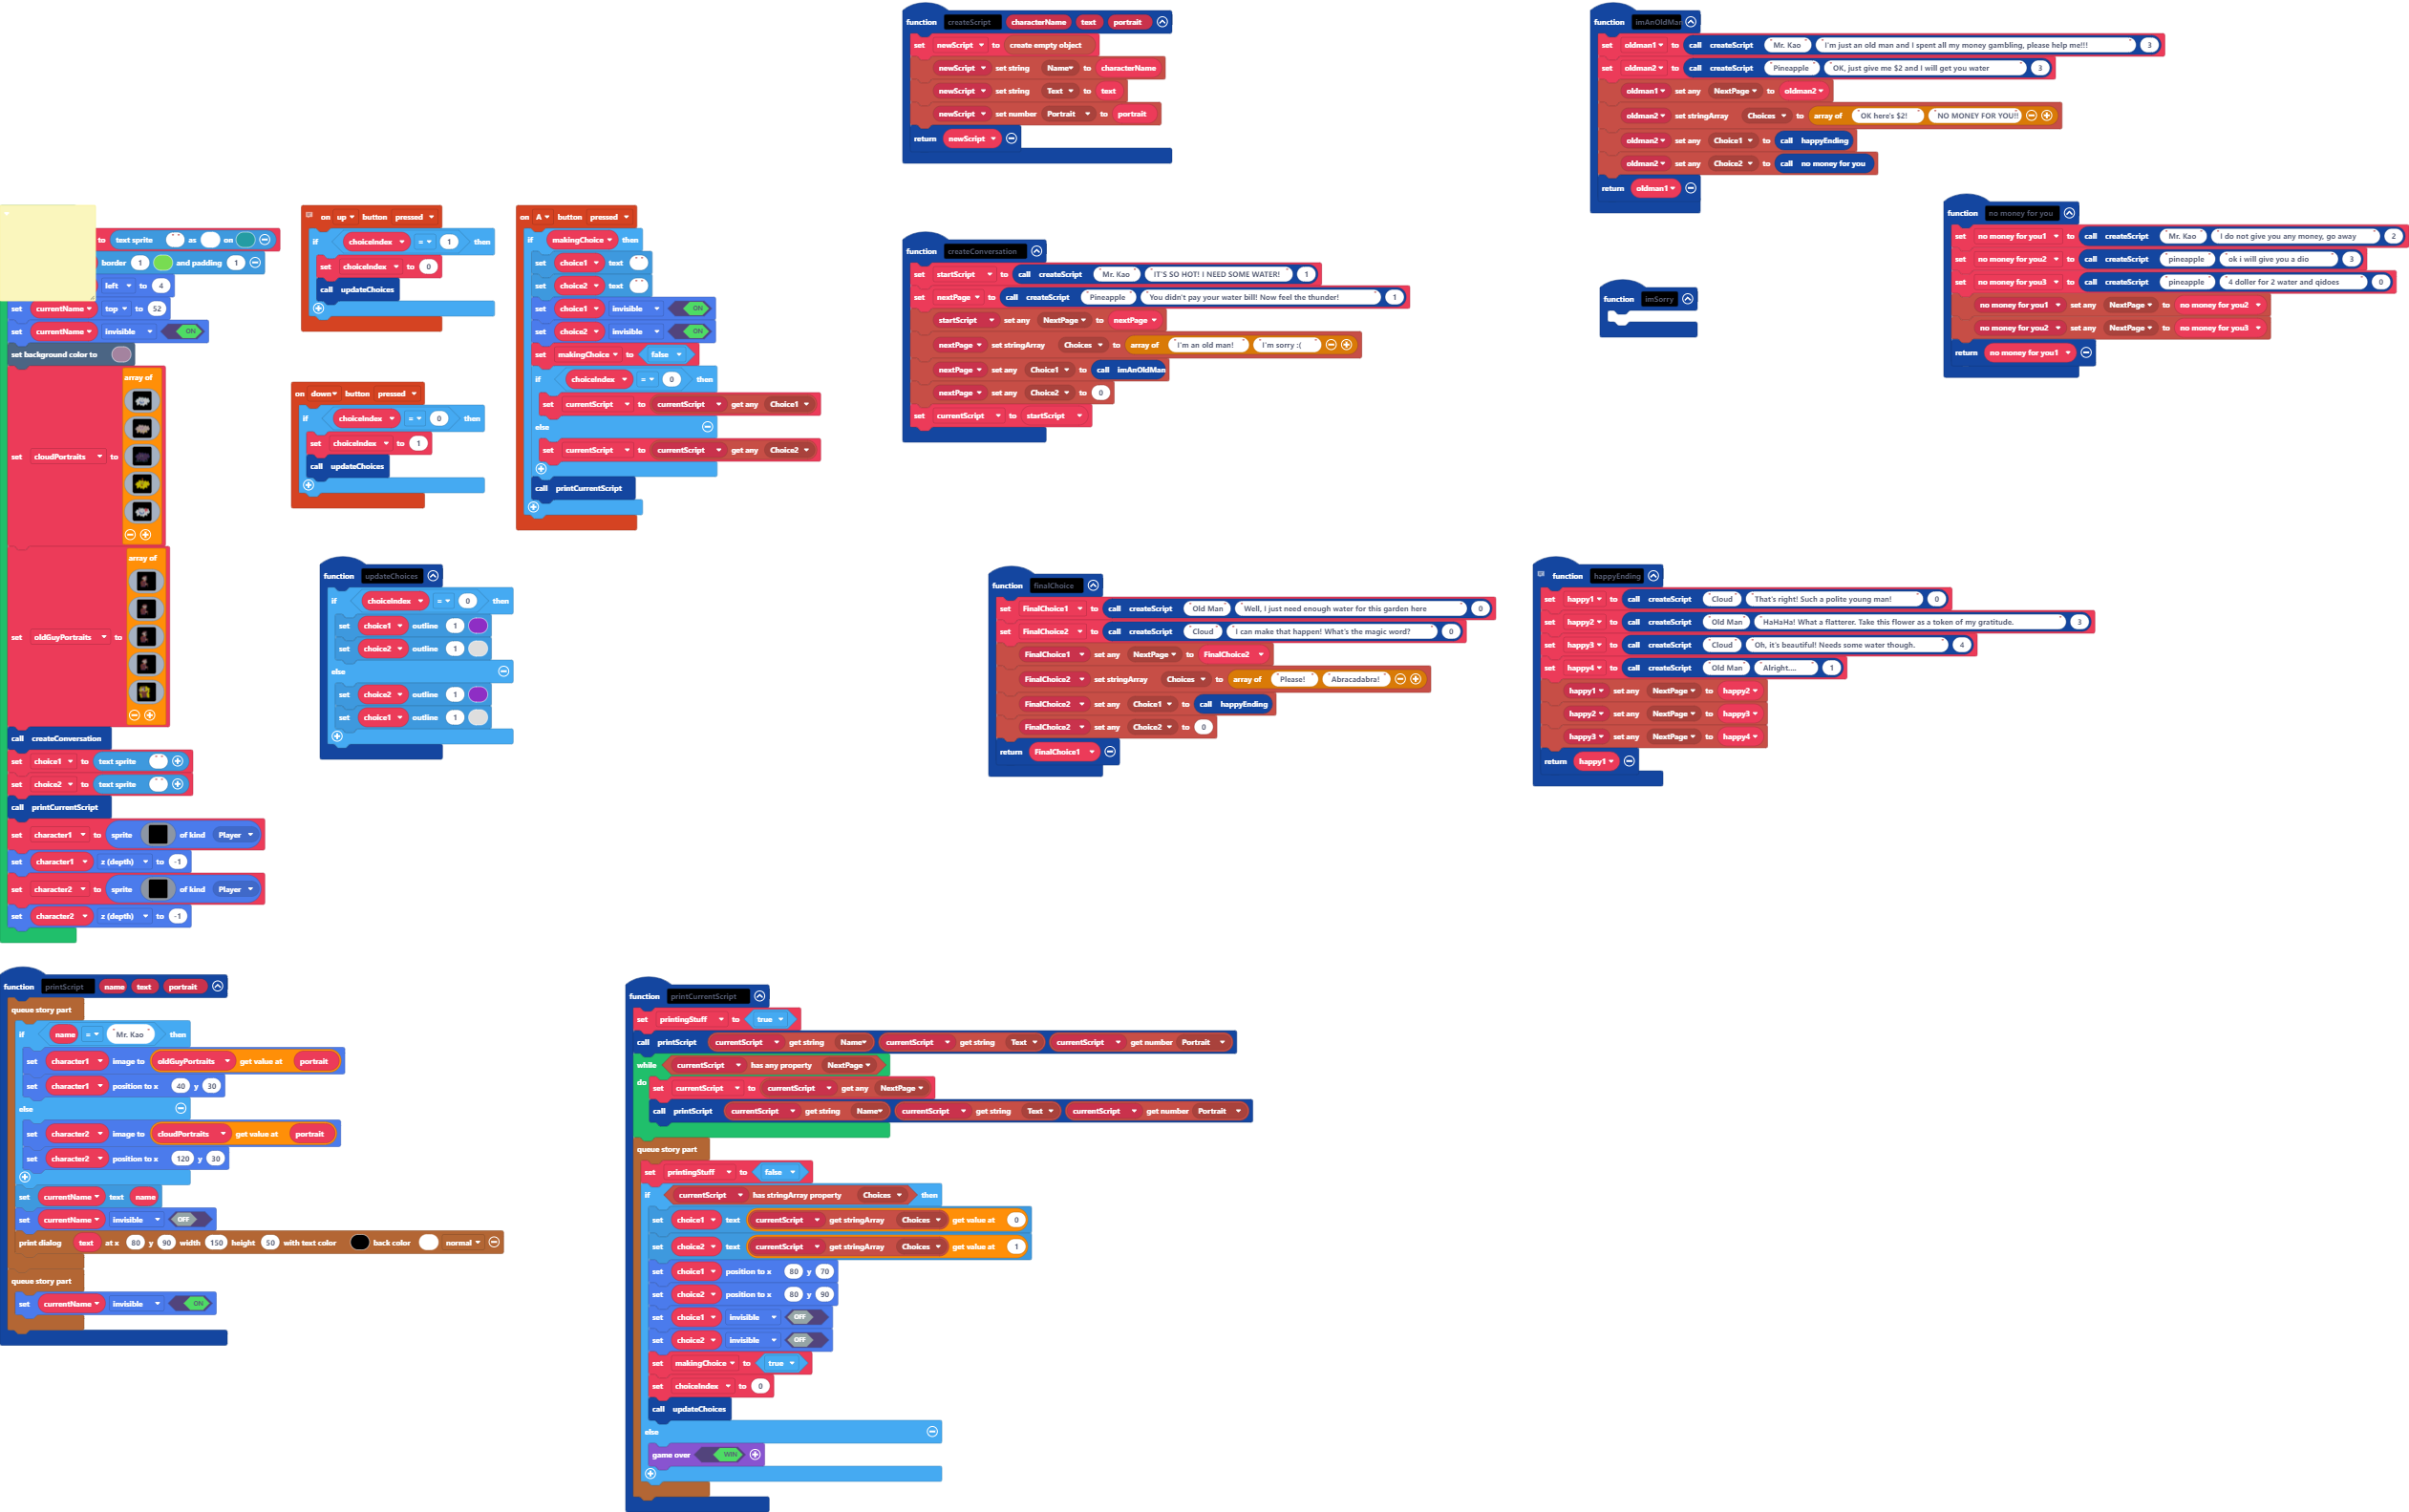 function createScript characterName text portrait
set newScript to create empty object
newScript set string Name to characterName
newScript set string Text to text
newScript set number Portrait to portrait
return newScript
function imAnOldMan
set oldman1 to call createScript "Mr. Kao" "I'm just an old man and I spent all my money gambling, please help me!!!" 3
set oldman2 to call createScript "Pineapple" "OK, just give me $2 and I will get you water" 3
oldman1 set any NextPage to oldman2
oldman2 set stringArray Choices to array of "OK here's $2!" "NO MONEY FOR YOU!!"
oldman2 set any Choice1 to call happyEnding
oldman2 set any Choice2 to call no money for you
return oldman1
function no money for you
set no money for you1 to call createScript "Mr. Kao" "I do not give you any money, go away" 2
set no money for you2 to call createScript "pineapple" "ok i will give you a dio" 3
set no money for you3 to call createScript "pineapple" "4 doller for 2 water and qidoes" 0
no money for you1 set any NextPage to no money for you2
no money for you2 set any NextPage to no money for you3
return no money for you1
function imSorry
to text sprite " " as on
border 1 and padding 1
left to 4
set currentName top to 52
set currentName invisible ON
set background color to
set cloudPortraits to array of
set oldGuyPortraits to array of
call createConversation
set choice1 to text sprite " "
set choice2 to text sprite " "
call printCurrentScript
set character1 to sprite of kind Player
set character1 z (depth) to -1
set character2 to sprite of kind Player
set character2 z (depth) to -1
on up button pressed
if choiceIndex = 1 then
set choiceIndex to 0
call updateChoices
on down button pressed
if choiceIndex = 0 then
set choiceIndex to 1
call updateChoices
on A button pressed
if makingChoice then
set choice1 text " "
set choice2 text " "
set choice1 invisible ON
set choice2 invisible ON
set makingChoice to false
if choiceIndex = 0 then
set currentScript to currentScript get any Choice1
else
set currentScript to currentScript get any Choice2
call printCurrentScript
function createConversation
set startScript to call createScript "Mr. Kao" "IT'S SO HOT! I NEED SOME WATER!" 1
set nextPage to call createScript "Pineapple" "You didn't pay your water bill! Now feel the thunder!" 1
startScript set any NextPage to nextPage
nextPage set stringArray Choices to array of "I'm an old man!" "I'm sorry :("
nextPage set any Choice1 to call imAnOldMan
nextPage set any Choice2 to 0
set currentScript to startScript
function updateChoices
if choiceIndex = 0 then
set choice1 outline 1
set choice2 outline 1
else
set choice2 outline 1
set choice1 outline 1
function finalChoice
set FinalChoice1 to call createScript "Old Man" "Well, I just need enough water for this garden here" 0
set FinalChoice2 to call createScript "Cloud" "I can make that happen! What's the magic word?" 0
FinalChoice1 set any NextPage to FinalChoice2
FinalChoice2 set stringArray Choices to array of "Please!" "Abracadabra!"
FinalChoice2 set any Choice1 to call happyEnding
FinalChoice2 set any Choice2 to 0
return FinalChoice1
function happyEnding
set happy1 to call createScript "Cloud" "That's right! Such a polite young man!" 0
set happy2 to call createScript "Old Man" "HaHaHa! What a flatterer. Take this flower as a token of my gratitude." 3
set happy3 to call createScript "Cloud" "Oh, it's beautiful! Needs some water though." 4
set happy4 to call createScript "Old Man" "Alright...." 1
happy1 set any NextPage to happy2
happy2 set any NextPage to happy3
happy3 set any NextPage to happy4
return happy1
function printScript name text portrait
queue story part
if name = "Mr. Kao" then
set character1 image to oldGuyPortraits get value at portrait
set character1 position to x 40 y 30
else
set character2 image to cloudPortraits get value at portrait
set character2 position to x 120 y 30
set currentName text name
set currentName invisible OFF
print dialog text at x 80 y 90 width 150 height 50 with text color back color normal
queue story part
set currentName invisible ON
function printCurrentScript
set printingStuff to true
call printScript currentScript get string Name currentScript get string Text currentScript get number Portrait
while currentScript has any property NextPage
do set currentScript to currentScript get any NextPage
call printScript currentScript get string Name currentScript get string Text currentScript get number Portrait
queue story part
set printingStuff to false
if currentScript has stringArray property Choices then
set choice1 text currentScript get stringArray Choices get value at 0
set choice2 text currentScript get stringArray Choices get value at 1
set choice1 position to x 80 y 70
set choice2 position to x 80 y 90
set choice1 invisible OFF
set choice2 invisible OFF
set makingChoice to true
set choiceIndex to 0
call updateChoices
else
game over WIN